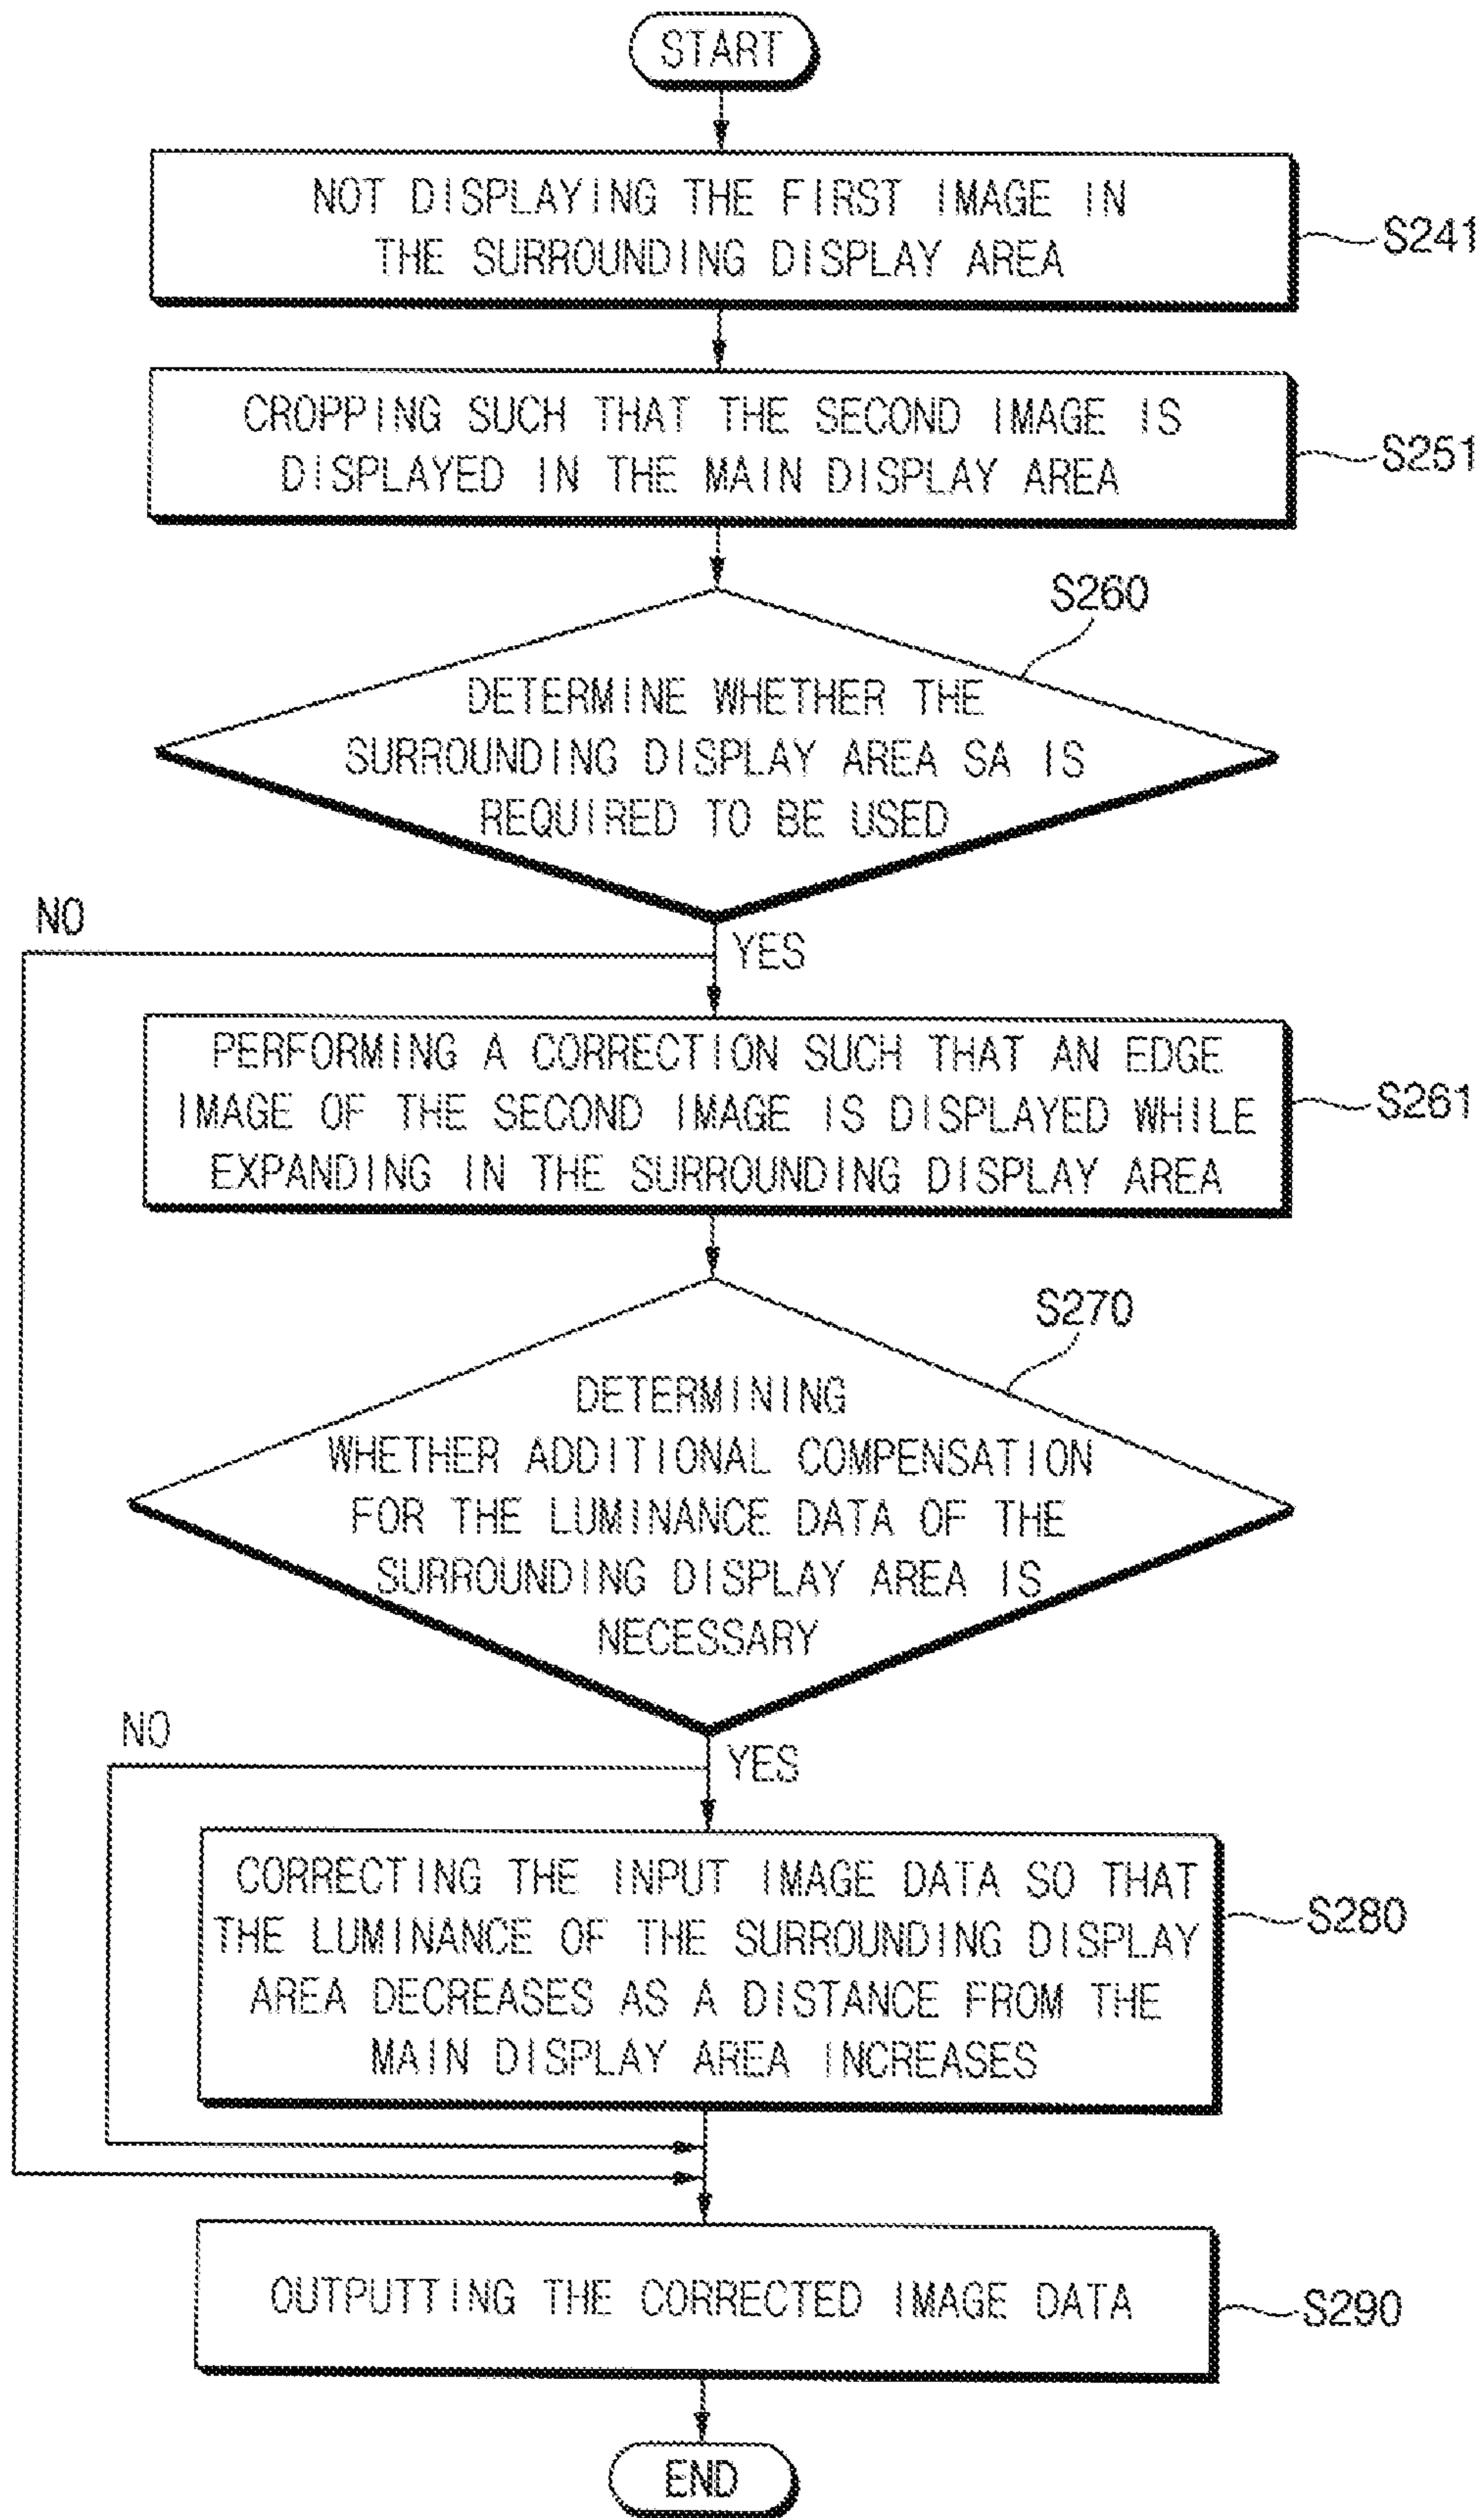 START
NOT DISPLAYING THE FIRST IMAGE IN
THE SURROUNDING DISPLAY AREA
S241
CROPPING SUCH THAT THE SECOND IMAGE IS
DISPLAYED IN THE MAIN DISPLAY AREA
S251
S260
DETERMINE WHETHER THE
SURROUNDING DISPLAY AREA SA IS
REQUIRED TO BE USED
NO
YES
PERFORMING A CORRECTION SUCH THAT AN EDGE
IMAGE OF THE SECOND IMAGE IS DISPLAYED WHILE
EXPANDING IN THE SURROUNDING DISPLAY AREA
S261
S270
DETERMINING
WHETHER ADDITIONAL COMPENSATION
FOR THE LUMINANCE DATA OF THE
SURROUNDING DISPLAY AREA IS
NECESSARY
NO
YES
CORRECTING THE INPUT IMAGE DATA SO THAT
THE LUMINANCE OF THE SURROUNDING DISPLAY
AREA DECREASES AS A DISTANCE FROM THE
MAIN DISPLAY AREA INCREASES
S280
OUTPUTTING THE CORRECTED IMAGE DATA
S290
END